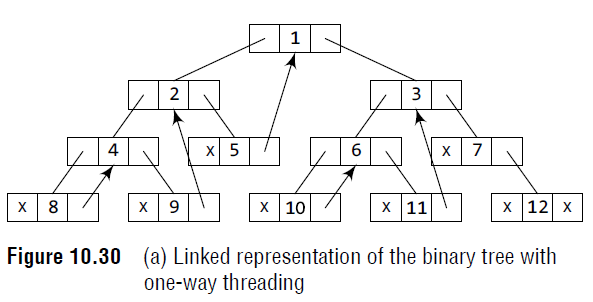 1
2 3
4 X 5 6 X 7
X 8 X 9 X 10 X 11 X 12 X
Figure 10.30 (a) Linked representation of the binary tree with
one-way threading